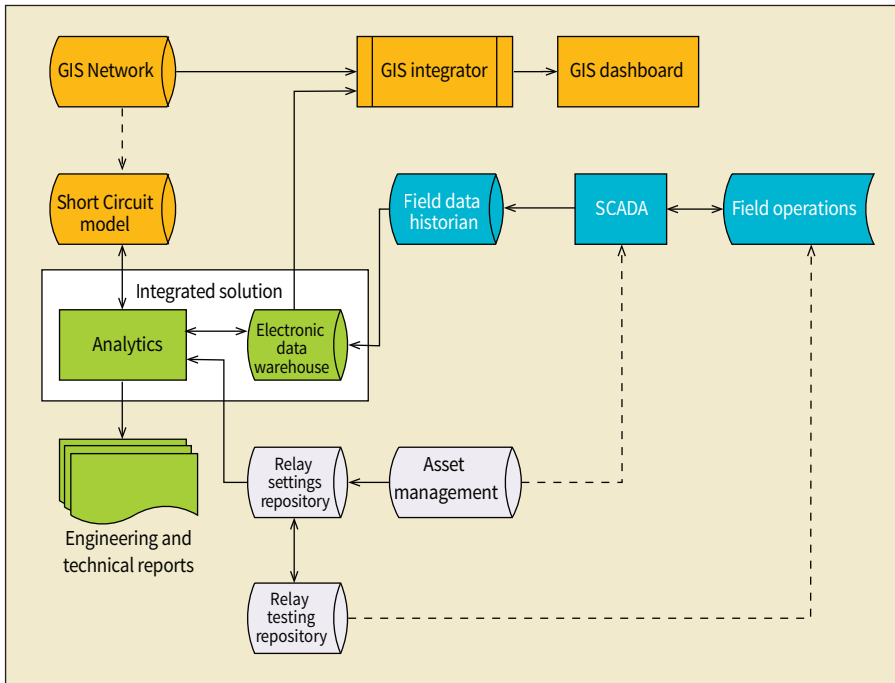 GIS Network
GIS integrator
GIS dashboard
Short Circuit
model
Field data
historian
SCADA
Field operations
Integrated solution
Analytics
Electronic
data
warehouse
Relay
settings
repository
Asset
management
Engineering and
technical reports
Relay
testing
repository